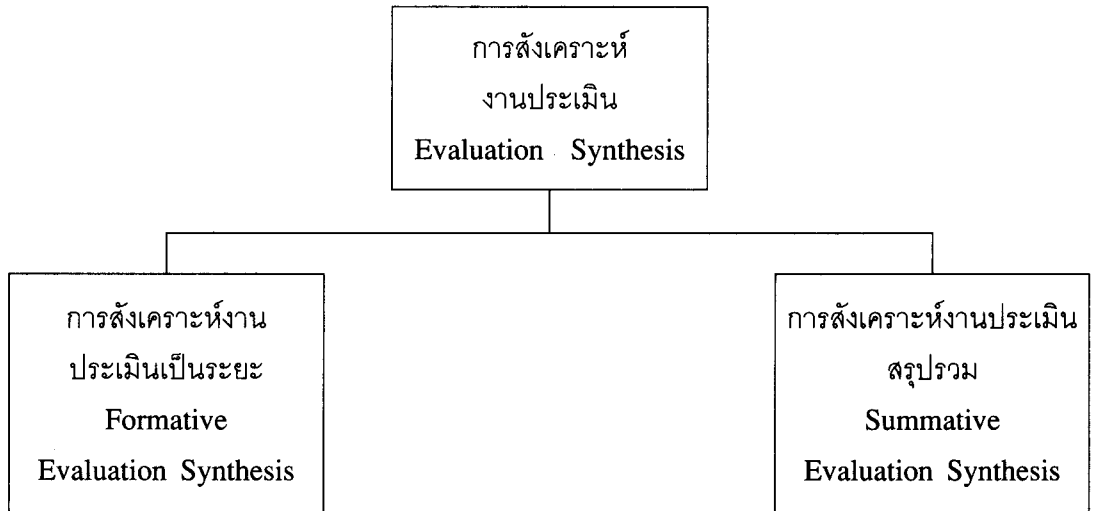 การสังเคราะห์
งานประเมิน
Evaluation Synthesis
การสังเคราะห์งาน
ประเมินเป็นระยะ
Formative
Evaluation Synthesis
การสังเคราะห์งานประเมิน
สรุปรวม
Summative
Evaluation Synthesis